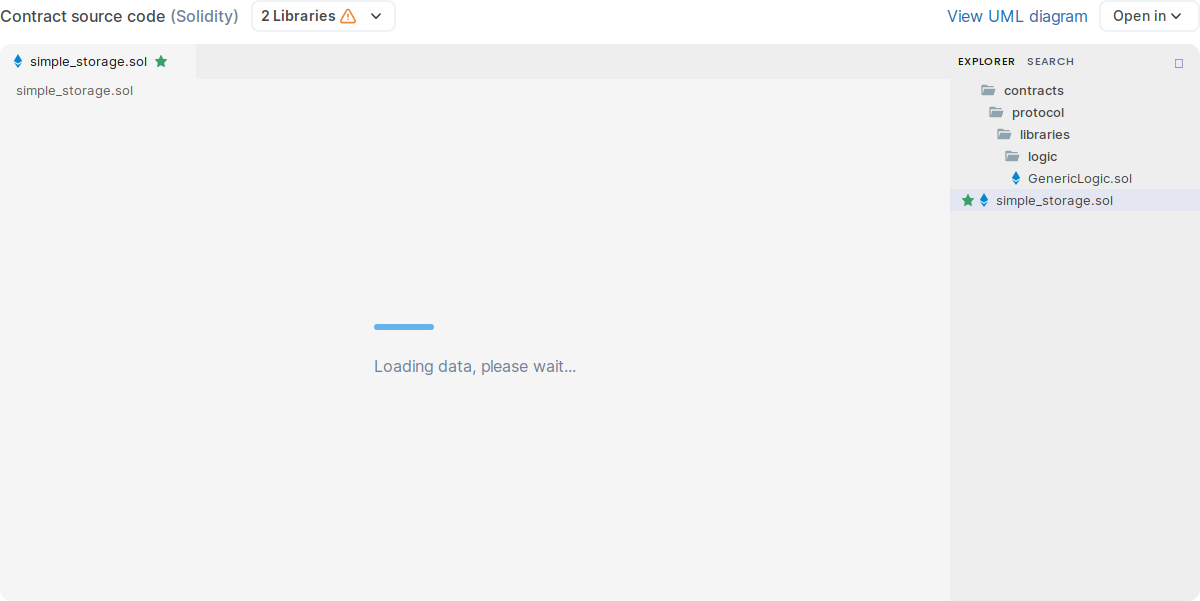 Contract source code (Solidity) 2 Libraries View UML diagram Open in
simple_storage.sol EXPLORER SEARCH
simple_storage.sol contracts
protocol
libraries
logic
GenericLogic.sol
simple_storage.sol
Loading data, please wait...